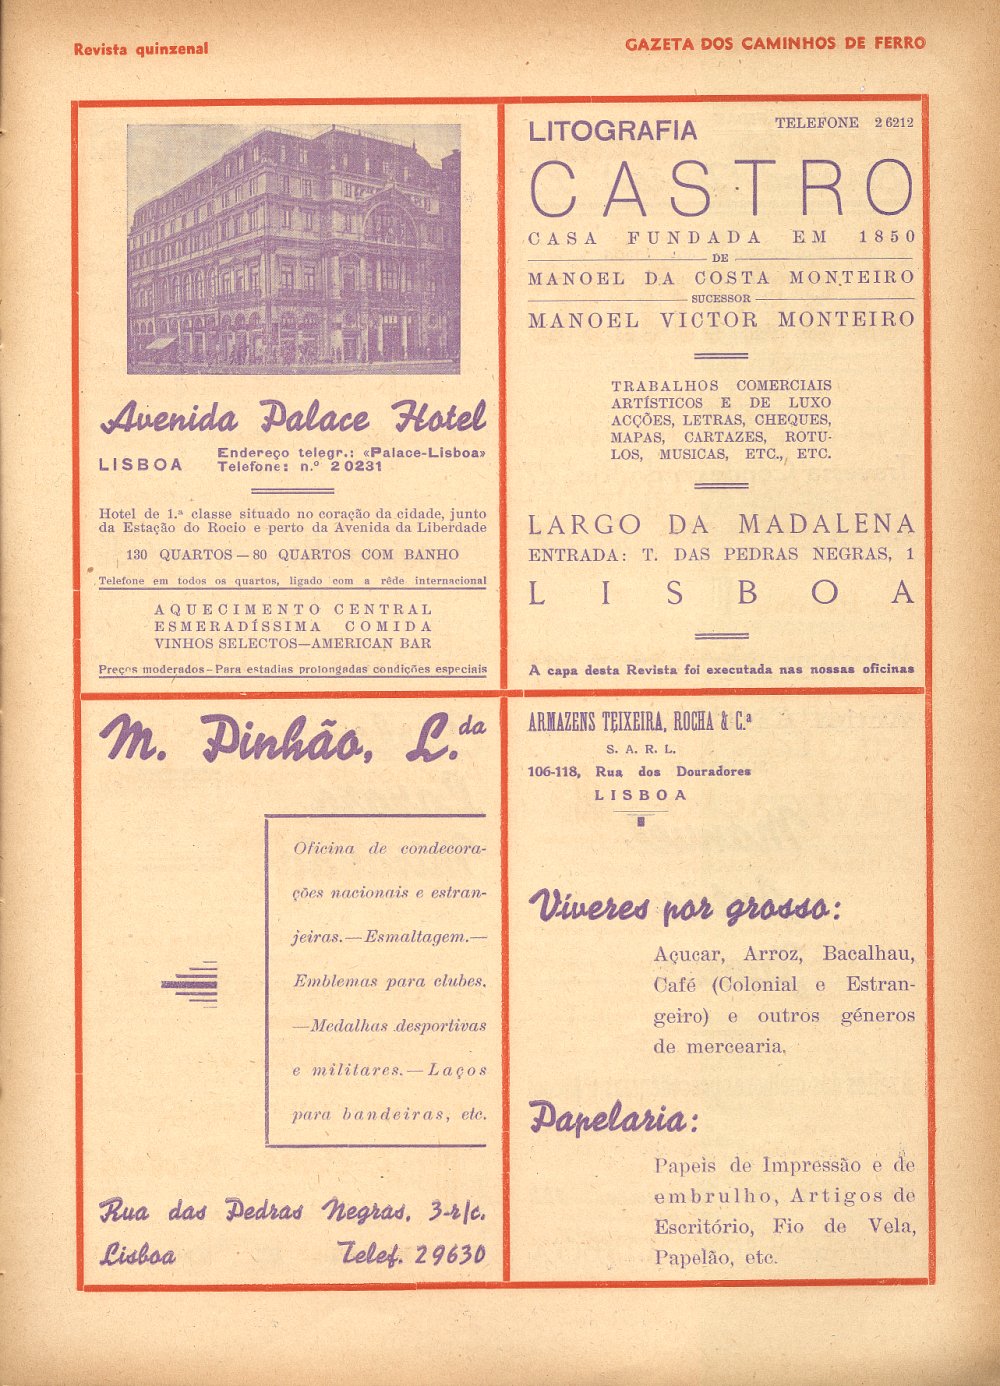 Revista quinzenal
GAZETA DOS CAMINHOS DE FERRO
Avenida Palace Hotel
LISBOA
Endereço telegr.: «Palace-Lisboa»
Telefone: n.º 20231
Hotel de 1.ª classe situado no coração da cidade, junto
da Estação do Rocio e perto da Avenida da Liberdade
130 QUARTOS — 80 QUARTOS COM BANHO
Telefone em todos os quartos, ligado com a rêde internacional
AQUECIMENTO CENTRAL
ESMERADÍSSIMA COMIDA
VINHOS SELECTOS—AMERICAN BAR
Preços moderados – Para estadias prolongadas condições especiais
LITOGRAFIA
TELEFONE 26212
CASTRO
CASA FUNDADA EM 1850
DE
MANOEL DA COSTA MONTEIRO
SUCESSOR
MANOEL VICTOR MONTEIRO
TRABALHOS COMERCIAIS
ARTÍSTICOS E DE LUXO
ACÇÕES, LETRAS, CHEQUES,
MAPAS, CARTAZES, ROTU-
LOS, MUSICAS, ETC., ETC.
LARGO DA MADALENA
ENTRADA: T. DAS PEDRAS NEGRAS, 1
LISBOA
A capa desta Revista foi executada nas nossas oficinas
M. Pinhão, L.da
Oficina de condecora-
ções nacionais e estran-
jeiras.—Esmaltagem.—
Emblemas para clubes.
—Medalhas desportivas
e militares.—Laços
para bandeiras, etc.
Rua das Pedras Negras, 3-r/c.
Lisboa Telef. 29630
ARMAZENS TEIXEIRA, ROCHA & C.ª
S. A. R. L.
106-118, Rua dos Douradores
LISBOA
Víveres por grosso:
Açucar, Arroz, Bacalhau,
Café (Colonial e Estran-
geiro) e outros géneros
de mercearia.
Papelaria:
Papeis de Impressão e de
embrulho, Artigos de
Escritório, Fio de Vela,
Papelão, etc.